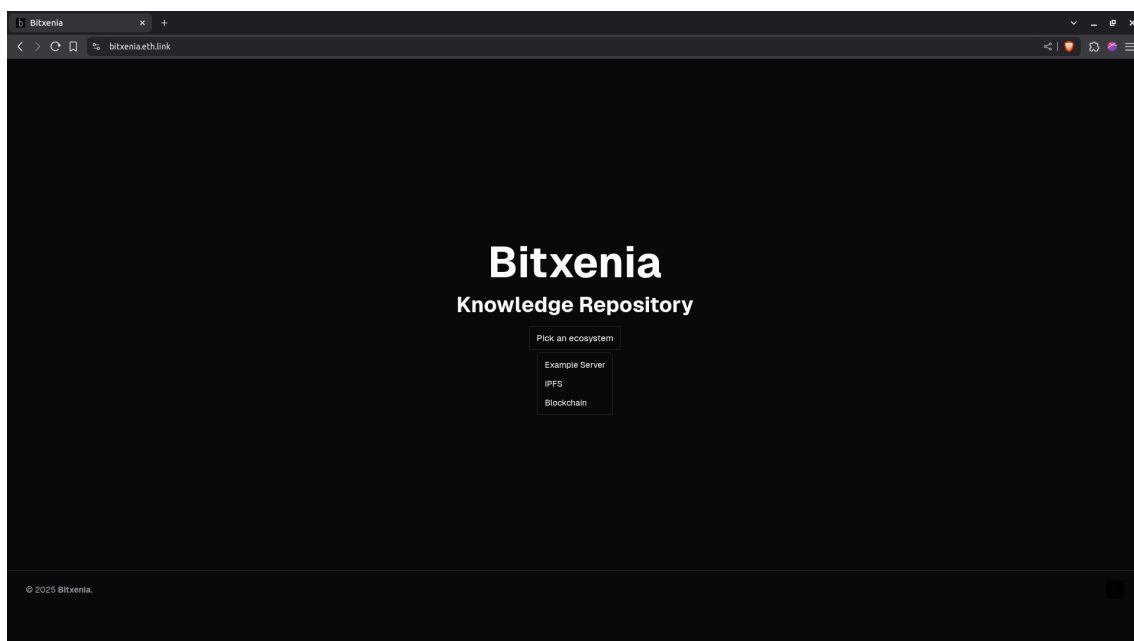 Bitxenia
bitxenia.eth.link
Bitxenia
Knowledge Repository
Pick an ecosystem
Example Server
IPFS
Blockchain
© 2025 Bitxenia.